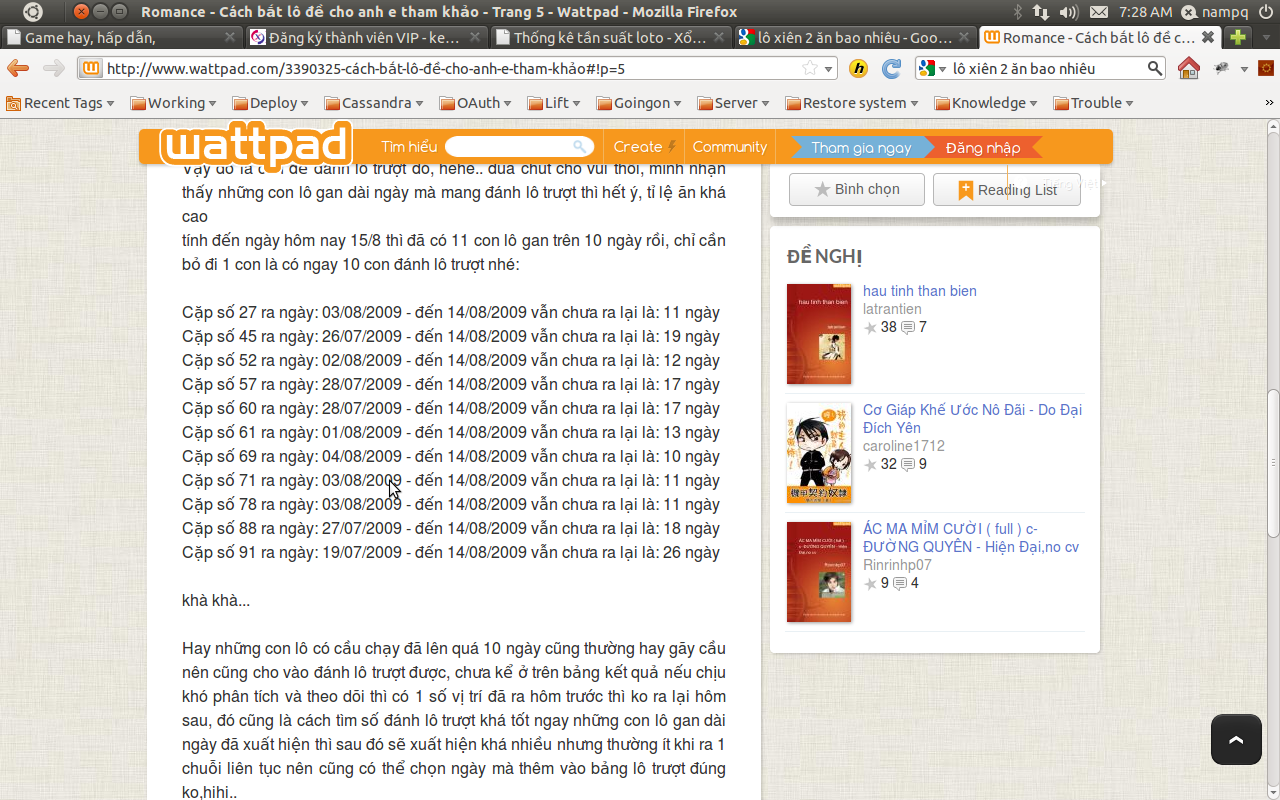 Romance - Cách bắt lô đề cho anh e tham khảo - Trang 5 - Wattpad - Mozilla Firefox
7:28 AM
nampq
Game hay, hấp dẫn,
Đăng ký thành viên VIP - ke...
Thống kê tần suất loto - Xổ...
lô xiên 2 ăn bao nhiêu - Goo...
Romance - Cách bắt lô đề c...
http://www.wattpad.com/3390325-cách-bắt-lô-đề-cho-anh-e-tham-khảo#!p=5
lô xiên 2 ăn bao nhiêu
Recent Tags
Working
Deploy
Cassandra
OAuth
Lift
Goingon
Server
Restore system
Knowledge
Trouble
wattpad
Tìm hiểu
Create
Community
Tham gia ngay
Đăng nhập
Vậy đó là đánh lô trượt đó, hehe.. đùa chút cho vui thôi, mình nhận
thấy những con lô gan dài ngày mà mang đánh lô trượt thì hết ý, tỉ lệ ăn khá
cao
tính đến ngày hôm nay 15/8 thì đã có 11 con lô gan trên 10 ngày rồi, chỉ cần
bỏ đi 1 con là có ngay 10 con đánh lô trượt nhé:
Cặp số 27 ra ngày: 03/08/2009 - đến 14/08/2009 vẫn chưa ra lại là: 11 ngày
Cặp số 45 ra ngày: 26/07/2009 - đến 14/08/2009 vẫn chưa ra lại là: 19 ngày
Cặp số 52 ra ngày: 02/08/2009 - đến 14/08/2009 vẫn chưa ra lại là: 12 ngày
Cặp số 57 ra ngày: 28/07/2009 - đến 14/08/2009 vẫn chưa ra lại là: 17 ngày
Cặp số 60 ra ngày: 28/07/2009 - đến 14/08/2009 vẫn chưa ra lại là: 17 ngày
Cặp số 61 ra ngày: 01/08/2009 - đến 14/08/2009 vẫn chưa ra lại là: 13 ngày
Cặp số 69 ra ngày: 04/08/2009 - đến 14/08/2009 vẫn chưa ra lại là: 10 ngày
Cặp số 71 ra ngày: 03/08/2009 - đến 14/08/2009 vẫn chưa ra lại là: 11 ngày
Cặp số 78 ra ngày: 03/08/2009 - đến 14/08/2009 vẫn chưa ra lại là: 11 ngày
Cặp số 88 ra ngày: 27/07/2009 - đến 14/08/2009 vẫn chưa ra lại là: 18 ngày
Cặp số 91 ra ngày: 19/07/2009 - đến 14/08/2009 vẫn chưa ra lại là: 26 ngày
khà khà...
Hay những con lô có cầu chạy đã lên quá 10 ngày cũng thường hay gãy cầu
nên cũng cho vào đánh lô trượt được, chưa kể ở trên bảng kết quả nếu chịu
khó phân tích và theo dõi thì có 1 số vị trí đã ra hôm trước thì ko ra lại hôm
sau, đó cũng là cách tìm số đánh lô trượt khá tốt ngay những con lô gan dài
ngày đã xuất hiện thì sau đó sẽ xuất hiện khá nhiều nhưng thường ít khi ra 1
chuỗi liên tục nên cũng có thể chọn ngày mà thêm vào bảng lô trượt đúng
ko,hihi..
Bình chọn
Reading List
ĐỀ NGHỊ
hau tinh than bien
latrantien
38 7
Cơ Giáp Khế Ước Nô Đãi - Do Đại
Đích Yên
caroline1712
32 9
ÁC MA MỈM CƯỜI ( full ) c-
ĐƯỜNG QUYÊN - Hiện Đại,no cv
Rinrinhp07
9 4
hau tinh than bien
latrantien
機甲契約奴隸